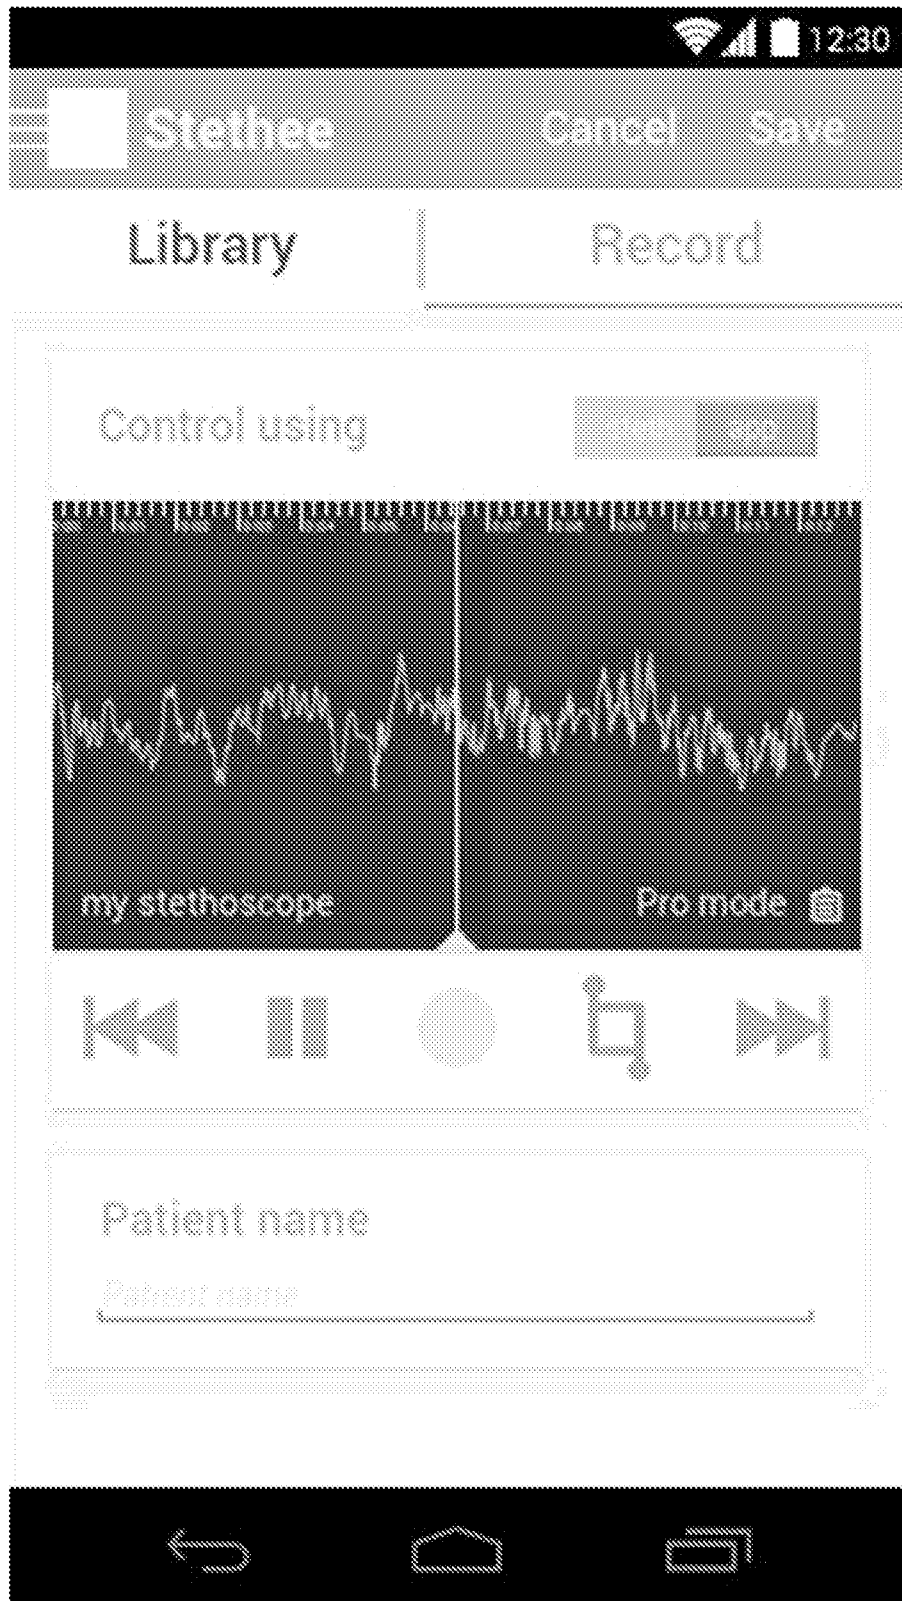 12:30
Stethee Cancel Save
Library Record
Control using
my stethoscope Pro mode
Patient name
Patient name